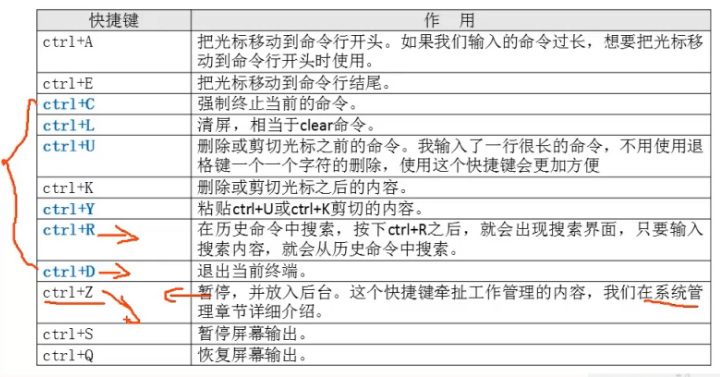 快捷键 作 用
ctrl+A 把光标移动到命令行开头。如果我们输入的命令过长，想要把光标移
动到命令行开头时使用。
ctrl+E 把光标移动到命令行结尾。
ctrl+C 强制终止当前的命令。
ctrl+L 清屏，相当于clear命令。
ctrl+U 删除或剪切光标之前的命令。我输入了一行很长的命令，不用使用退
格键一个一个字符的删除，使用这个快捷键会更加方便
ctrl+K 删除或剪切光标之后的内容。
ctrl+Y 粘贴ctrl+U或ctrl+K剪切的内容。
ctrl+R 在历史命令中搜索，按下ctrl+R之后，就会出现搜索界面，只要输入
搜索内容，就会从历史命令中搜索。
ctrl+D 退出当前终端。
ctrl+Z 暂停，并放入后台。这个快捷键牵扯工作管理的内容，我们在系统管
理章节详细介绍。
ctrl+S 暂停屏幕输出。
ctrl+Q 恢复屏幕输出。